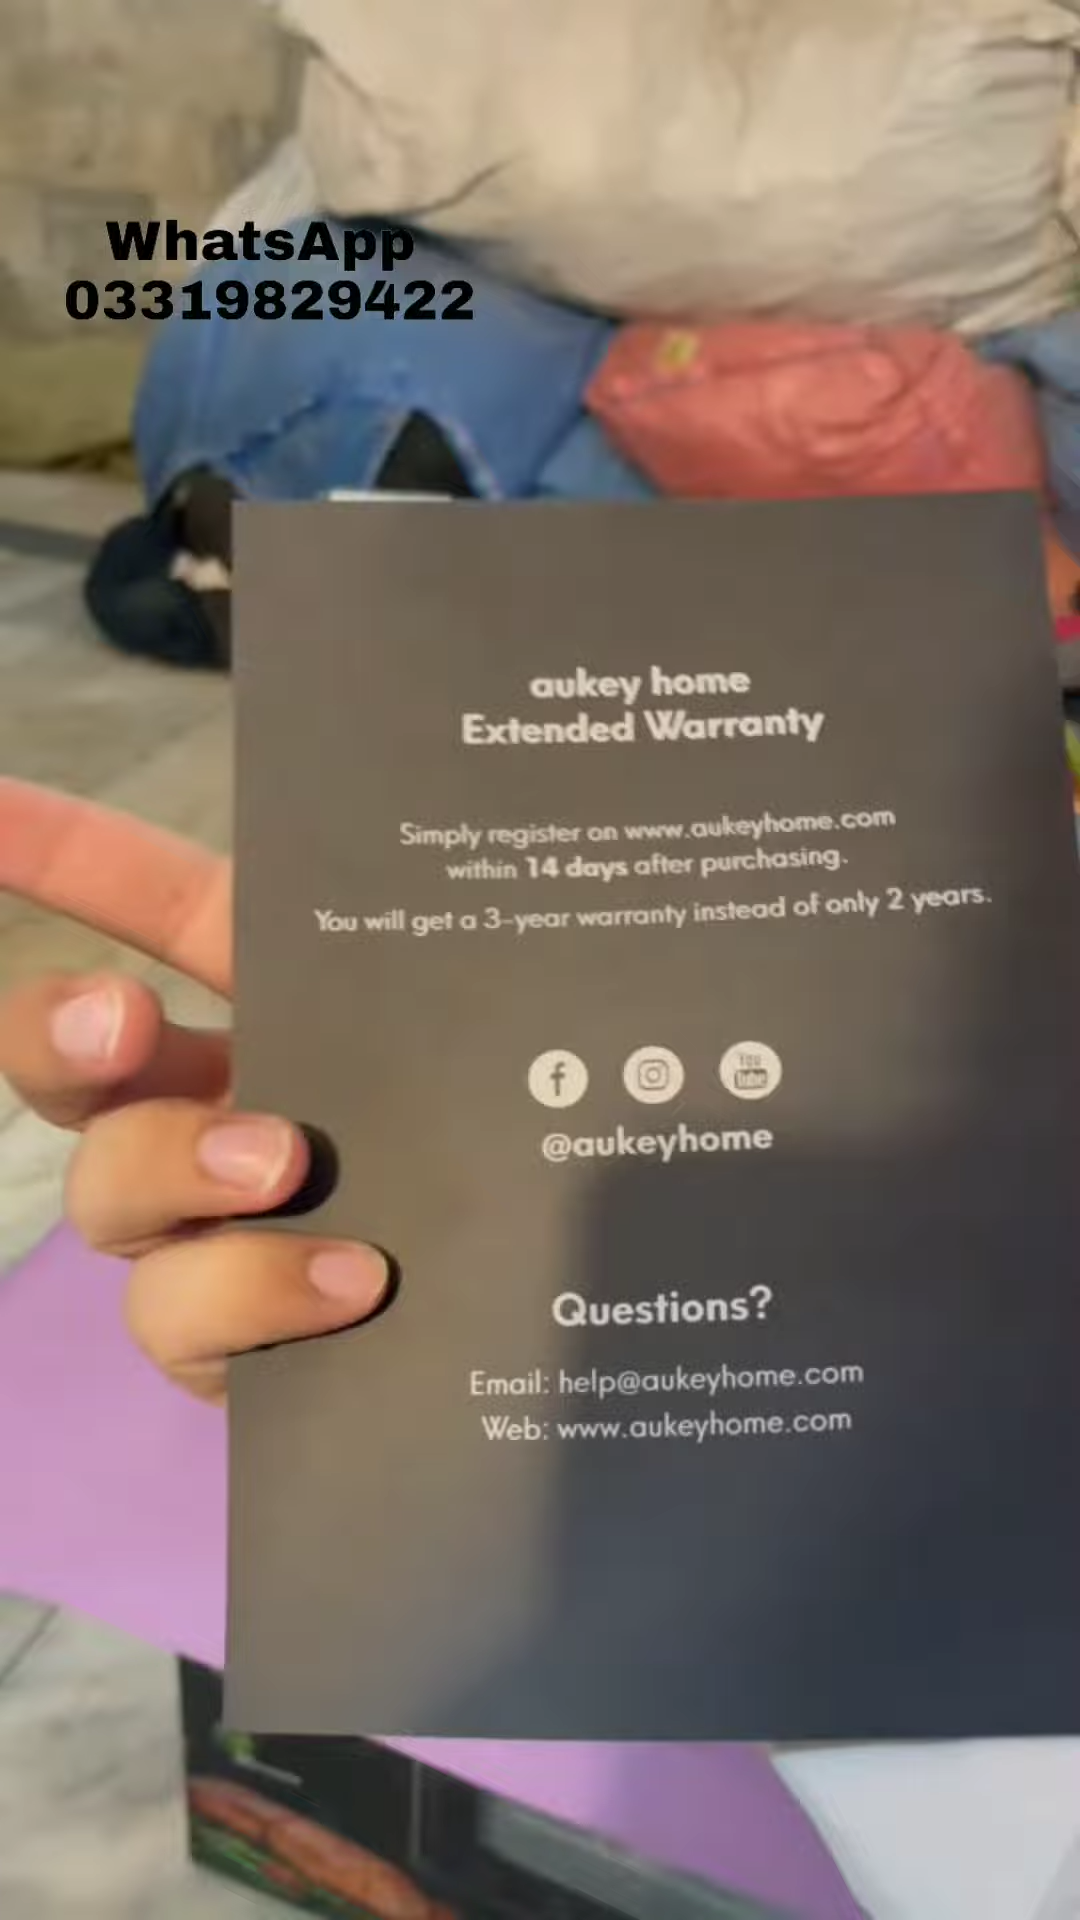 WhatsApp
03319829422
aukey home
Extended Warranty
Simply register on www.aukeyhome.com
within 14 days after purchasing.
You will get a 3-year warranty instead of only 2 years.
f
You
Tube
@aukeyhome
Questions?
Email: help@aukeyhome.com
Web: www.aukeyhome.com